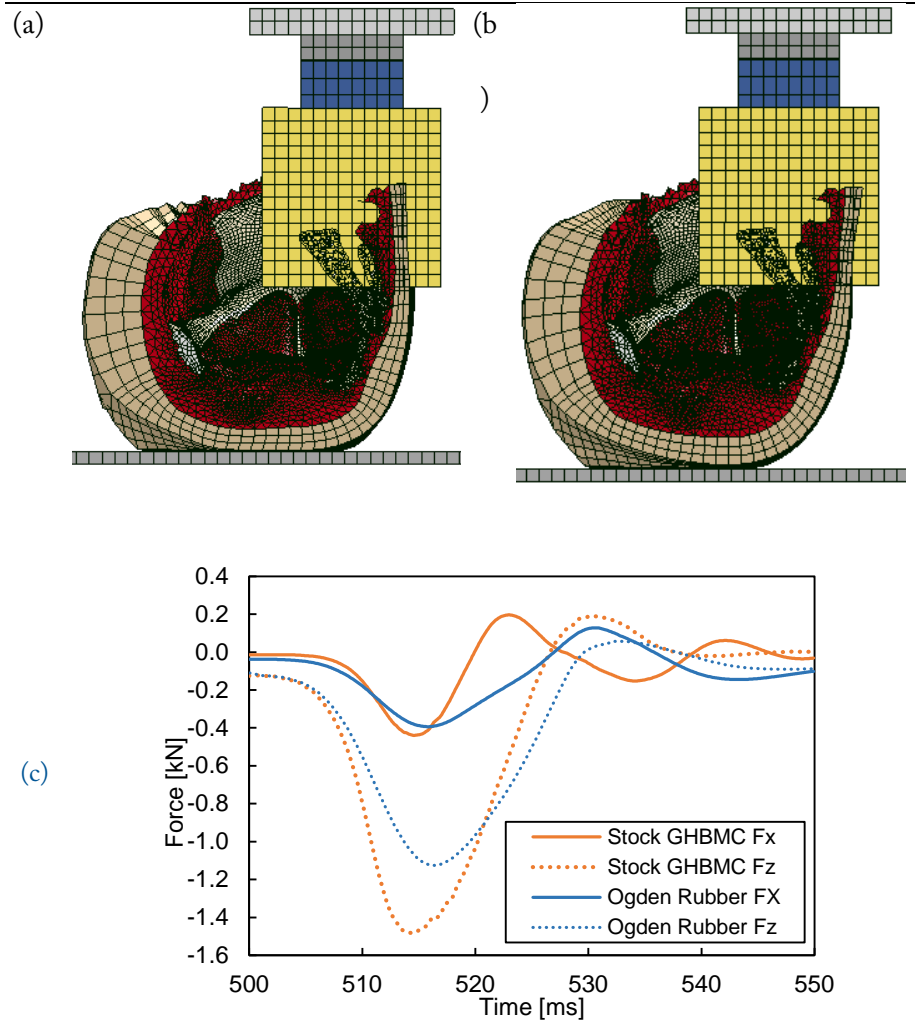 (a)
(b
)
(c)
Force [kN]
0.4
0.2
0.0
-0.2
-0.4
-0.6
-0.8
-1.0
-1.2
-1.4
-1.6
Stock GHBMC Fx
Stock GHBMC Fz
Ogden Rubber FX
Ogden Rubber Fz
500 510 520 530 540 550
Time [ms]